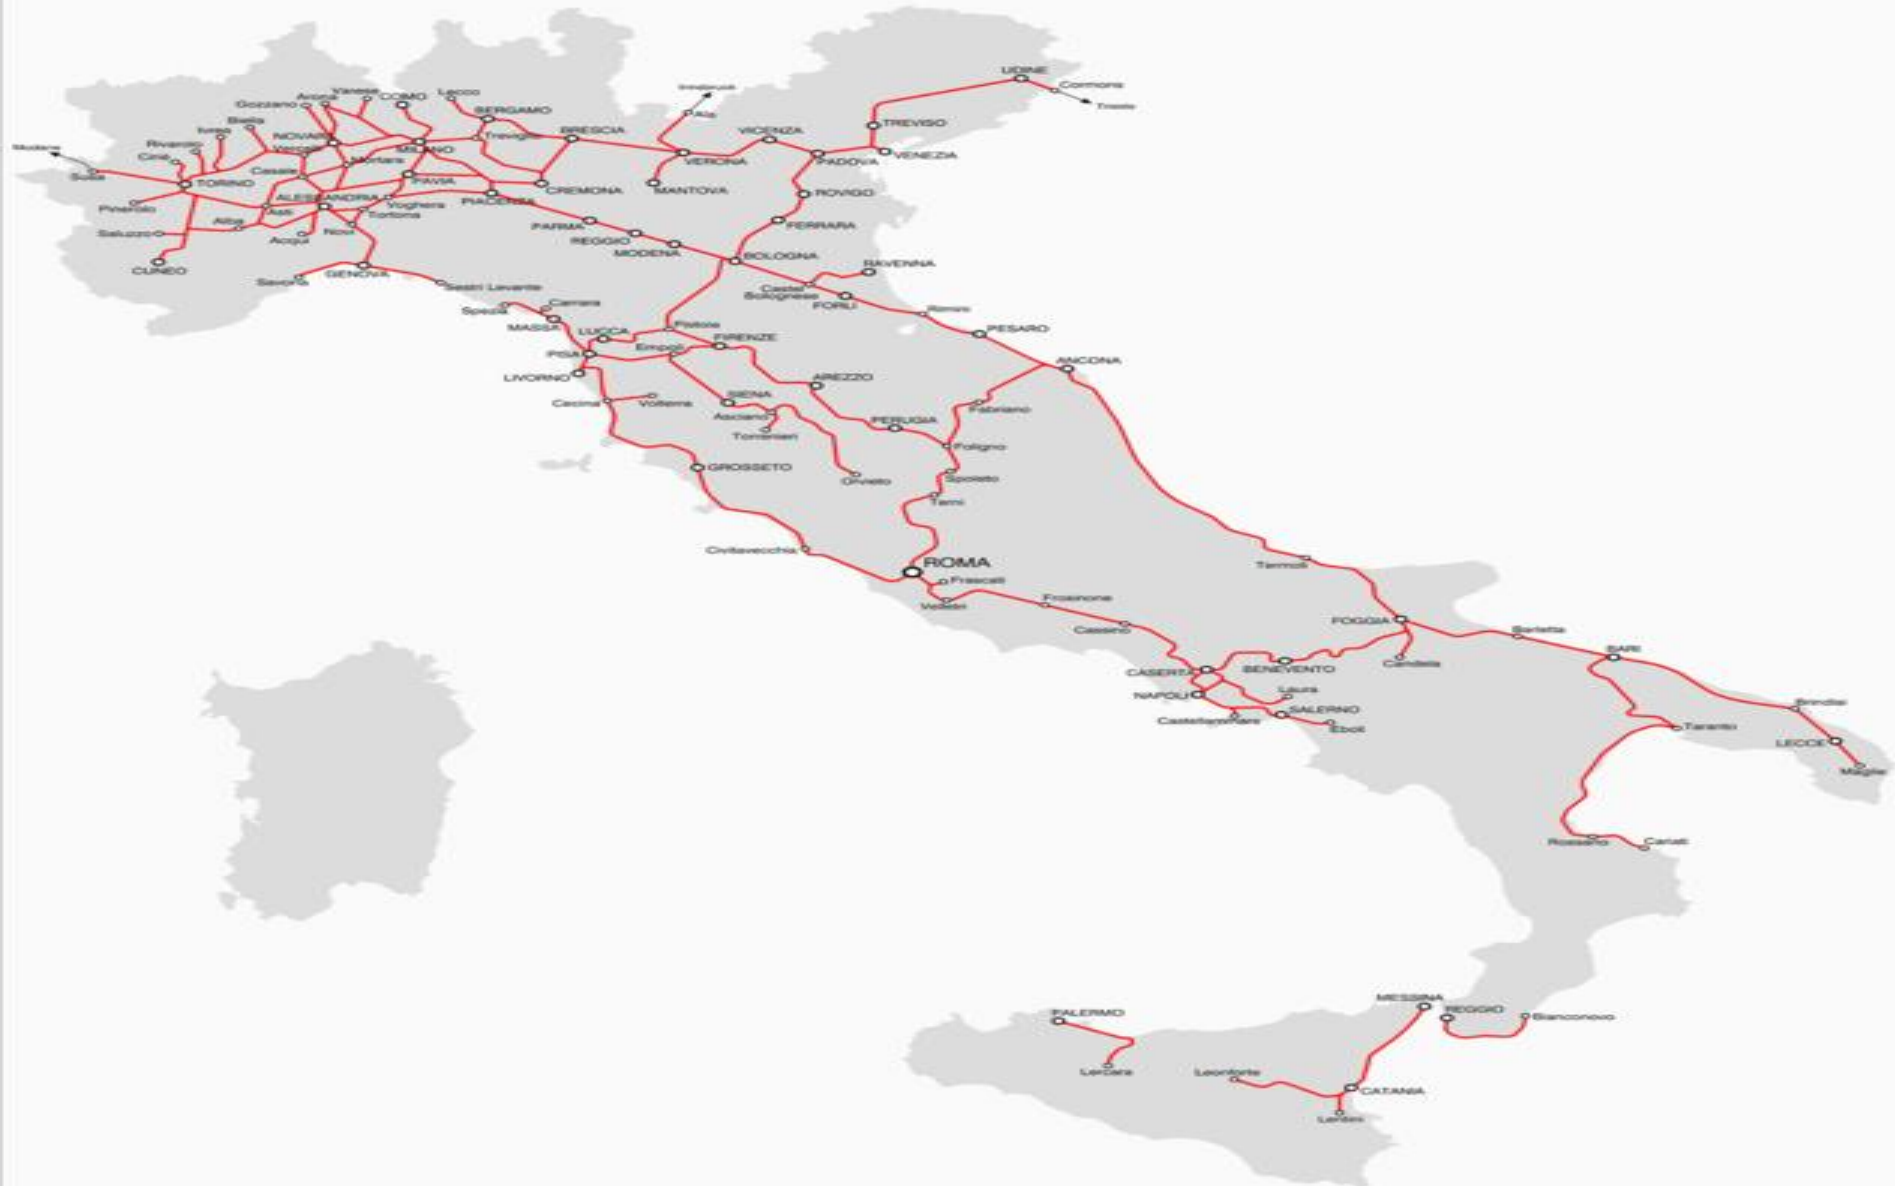 UDINE
Cormons
Trieste
Innsbruck
Ala
Arona
Varese
COMO
Lecco
Gozzano
BERGAMO
Biella
Ivrea
NOVARA
Treviglio
BRESCIA
VICENZA
TREVISO
Modane
Rivarolo
Ciriè
Vercelli
MILANO
Mortara
VERONA
PADOVA
VENEZIA
Susa
Casale
TORINO
PAVIA
CREMONA
MANTOVA
ROVIGO
ALESSANDRIA
Voghera
PIACENZA
Pinerolo
Asti
Tortona
Alba
Saluzzo
Acqui
Novi
PARMA
FERRARA
REGGIO
MODENA
BOLOGNA
RAVENNA
CUNEO
GENOVA
Savona
Sestri Levante
Castel
Bolognese
FORLI
Carrara
Spezia
Rimini
MASSA
LUCCA
Pistoia
PESARO
FIRENZE
PISA
Empoli
ANCONA
LIVORNO
AREZZO
Cecina
Volterra
SIENA
Asciano
Fabriano
PERUGIA
Torrenieri
Foligno
GROSSETO
Orvieto
Spoleto
Terni
Civitavecchia
ROMA
Frascati
Velletri
Frosinone
Cassino
Termoli
FOGGIA
Barletta
BARI
CASERTA
BENEVENTO
Candela
NAPOLI
Laura
Castellammare
SALERNO
Eboli
Brindisi
Taranto
LECCE
Maglie
Rossano
Cariati
MESSINA
REGGIO
Bianconovo
PALERMO
Lercara
Leonforte
CATANIA
Lentini